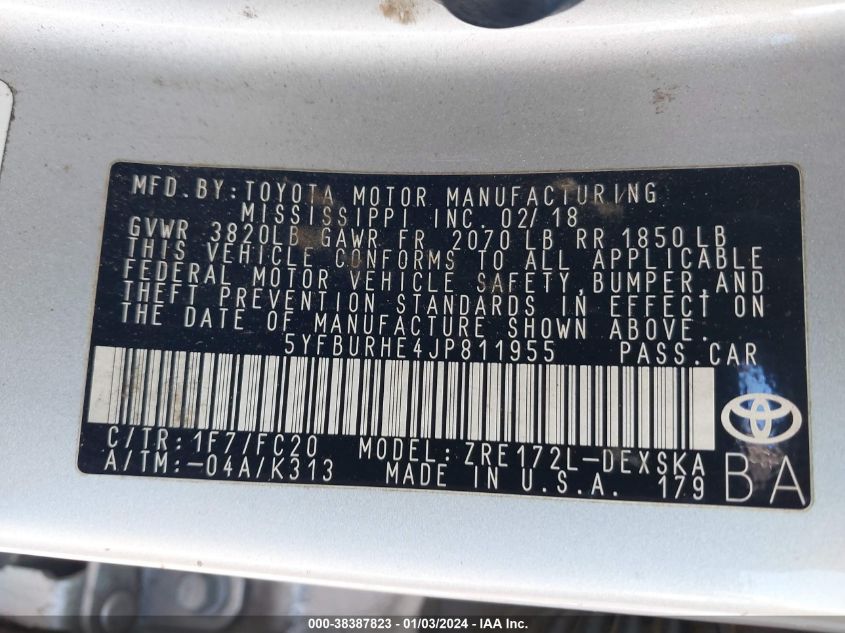 MFD. BY: TOYOTA MOTOR MANUFACTURING
MISSISSIPPI INC. 02/18
GVWR 3820LB GAWR FR 2070 LB RR 1850 LB
THIS VEHICLE CONFORMS TO ALL APPLICABLE
FEDERAL MOTOR VEHICLE SAFETY, BUMPER, AND
THEFT PREVENTION STANDARDS IN EFFECT ON
THE DATE OF MANUFACTURE SHOWN ABOVE.
5YFBURHE4JP811955 PASS. CAR
C/TR: 1F7/FC20 MODEL: ZRE172L-DEXSKA
A/TM: -04A/K313 MADE IN U.S.A. 179
BA
000-38387823 - 01/03/2024 - IAA Inc.